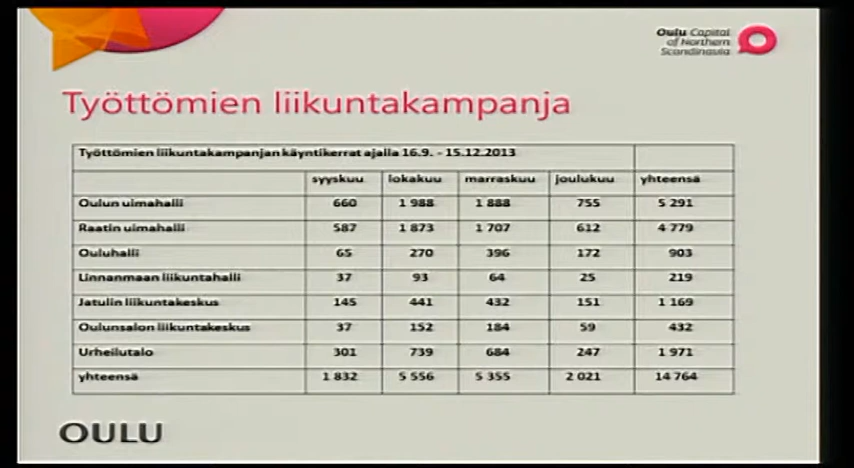 Oulu Capital
of Northern
Scandinavia
Työttömien liikuntakampanja
Työttömien liikuntakampanjan käyntikerrat ajalla 16.9. - 15.12.2013
syyskuu lokakuu marraskuu joulukuu yhteensä
Oulun uimahalli 660 1 988 1 888 755 5 291
Raatin uimahalli 587 1 873 1 707 612 4 779
Ouluhalli 65 270 396 172 903
Linnanmaan liikuntahalli 37 93 64 25 219
Jatulin liikuntakeskus 145 441 432 151 1 169
Oulunsalon liikuntakeskus 37 152 184 59 432
Urheilutalo 301 739 684 247 1 971
yhteensä 1 832 5 556 5 355 2 021 14 764
OULU